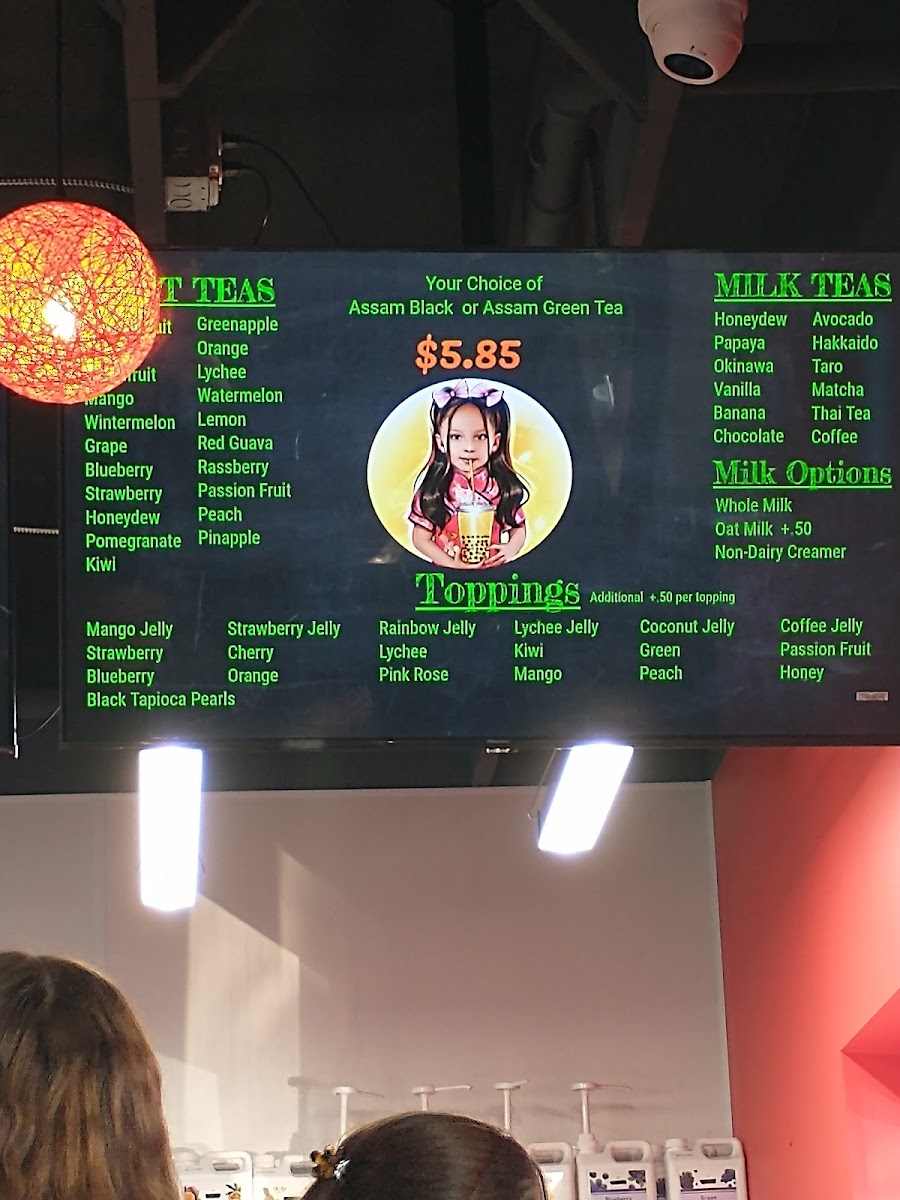 T TEAS
Mango
Wintermelon
Grape
Blueberry
Strawberry
Honeydew
Pomegranate
Kiwi
Greenapple
Orange
Lychee
Watermelon
Lemon
Red Guava
Rassberry
Passion Fruit
Peach
Pinapple
Your Choice of
Assam Black or Assam Green Tea
$5.85
MILK TEAS
Honeydew
Papaya
Okinawa
Vanilla
Banana
Chocolate
Avocado
Hakkaido
Taro
Matcha
Thai Tea
Coffee
Milk Options
Whole Milk
Oat Milk +.50
Non-Dairy Creamer
Toppings Additional +.50 per topping
Mango Jelly Strawberry Jelly Rainbow Jelly Lychee Jelly Coconut Jelly Coffee Jelly
Strawberry Cherry Lychee Kiwi Green Passion Fruit
Blueberry Orange Pink Rose Mango Peach Honey
Black Tapioca Pearls